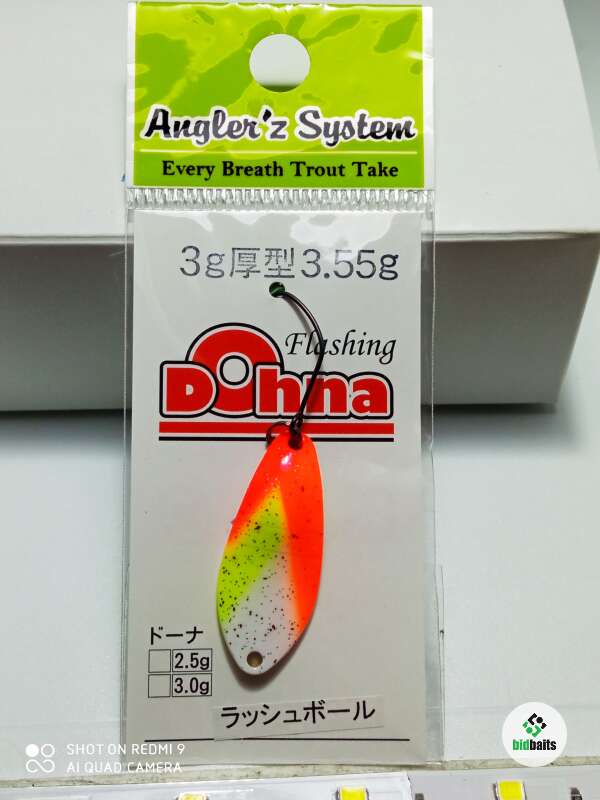 Angler'z System
Every Breath Trout Take
3g厚型3.55g
Flashing
Dohna
ドーナ
2.5g
3.0g
ラッシュボール
SHOT ON REDMI 9
AI QUAD CAMERA
bidbaits